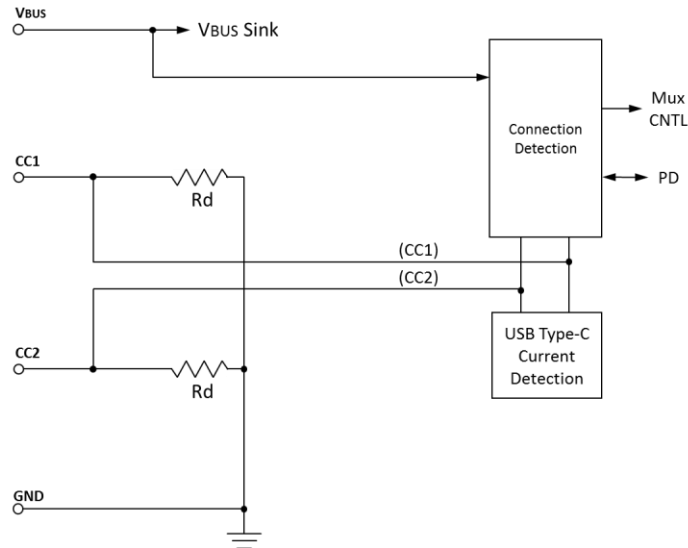 VBUS
VBUS Sink
Connection
Detection
Mux
CNTL
PD
CC1
Rd
(CC1)
(CC2)
USB Type-C
Current
Detection
CC2
Rd
GND